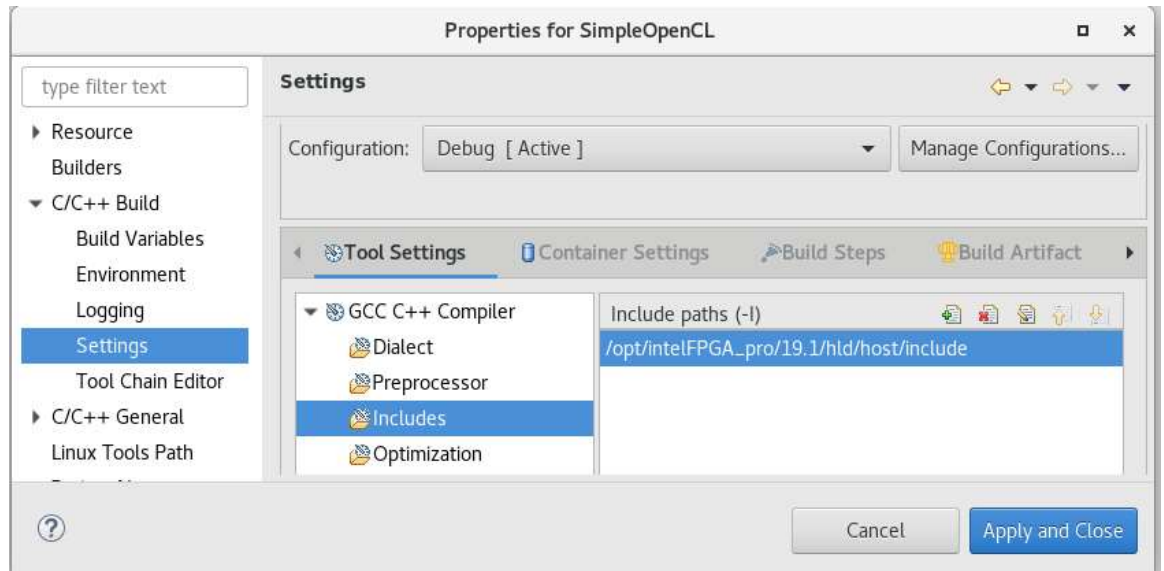 Properties for SimpleOpenCL
type filter text
Settings
Resource
Builders
C/C++ Build
Build Variables
Environment
Logging
Settings
Tool Chain Editor
C/C++ General
Linux Tools Path
Configuration:
Debug [ Active ]
Manage Configurations...
Tool Settings
Container Settings
Build Steps
Build Artifact
GCC C++ Compiler
Dialect
Preprocessor
Includes
Optimization
Include paths (-I)
/opt/intelFPGA_pro/19.1/hld/host/include
Cancel
Apply and Close